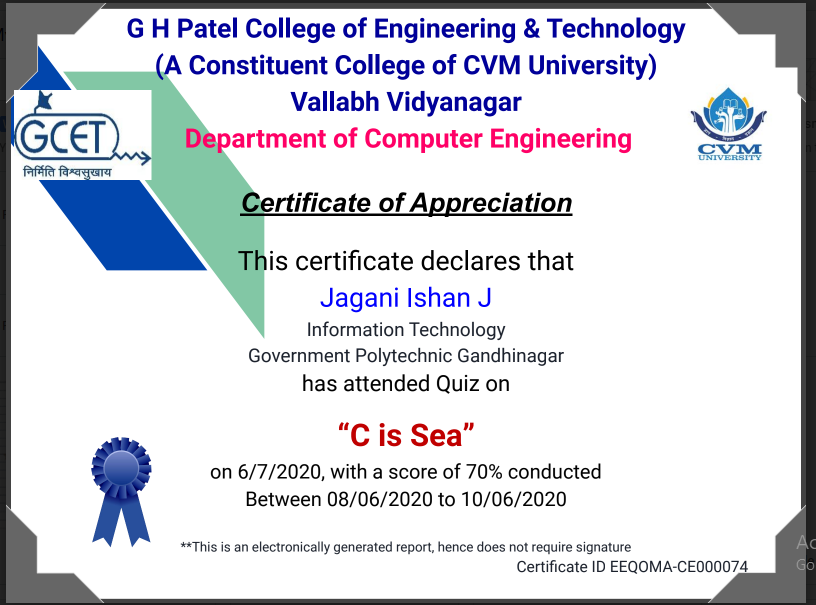 G H Patel College of Engineering & Technology
(A Constituent College of CVM University)
Vallabh Vidyanagar
Department of Computer Engineering
GCET
निर्मिति विश्वसुखाय
CVM
UNIVERSITY
Certificate of Appreciation
This certificate declares that
Jagani Ishan J
Information Technology
Government Polytechnic Gandhinagar
has attended Quiz on
“C is Sea”
on 6/7/2020, with a score of 70% conducted
Between 08/06/2020 to 10/06/2020
**This is an electronically generated report, hence does not require signature
Certificate ID EEQOMA-CE000074